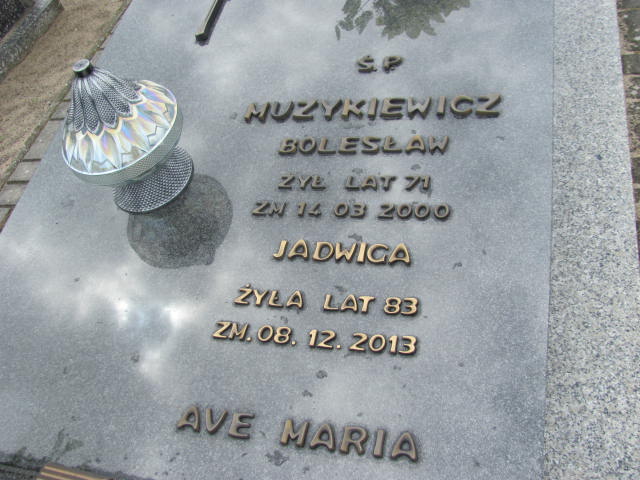 Ś.P
MUZYKIEWICZ
BOLESŁAW
ŻYŁ LAT 71
ZM 14 03 2000
JADWIGA
ŻYŁA LAT 83
ZM. 08. 12. 2013
AVE MARIA